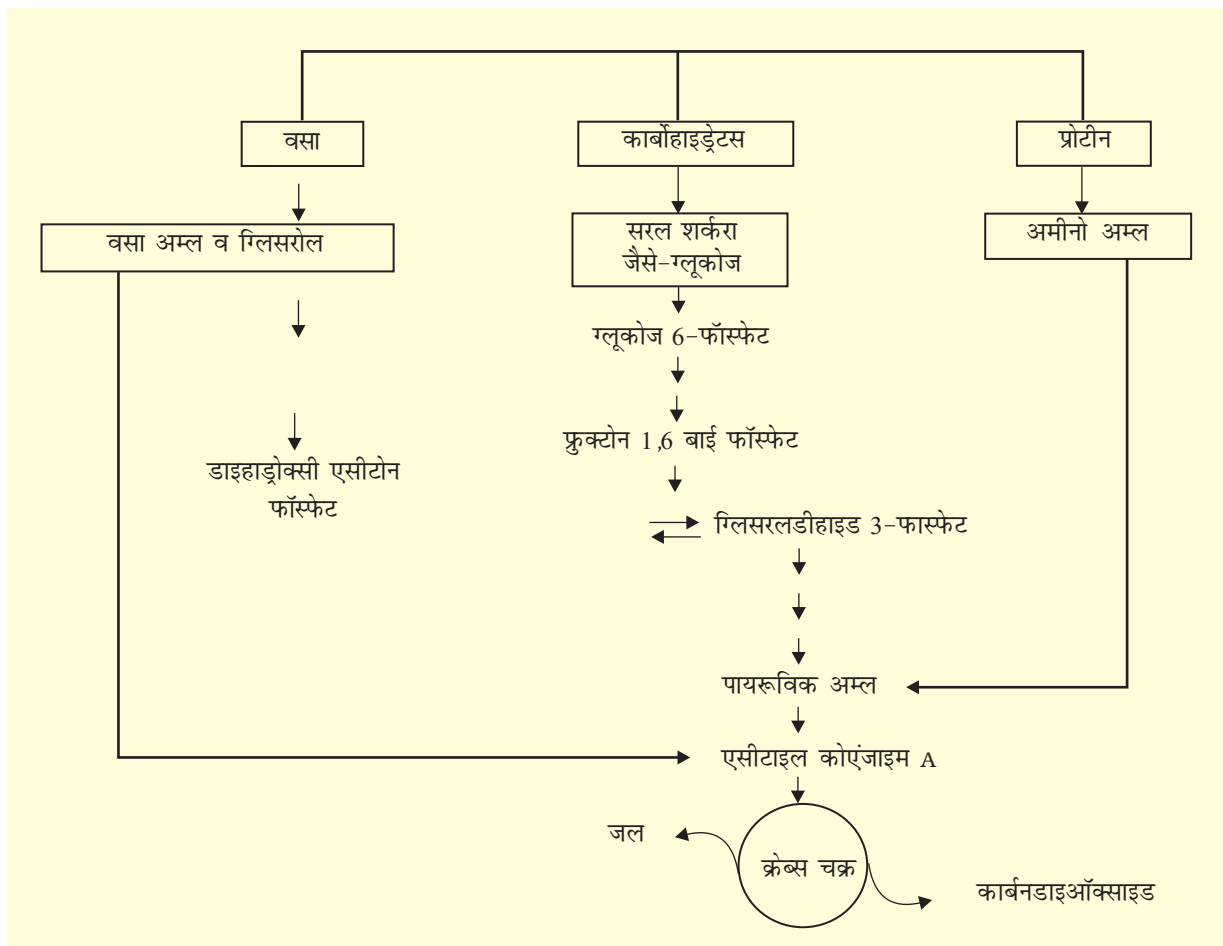 वसा
कार्बोहाइड्रेटस
प्रोटीन
वसा अम्ल व ग्लिसरोल
सरल शर्करा
जैसे-ग्लूकोज
अमीनो अम्ल
ग्लूकोज 6-फॉस्फेट
फ्रुक्टोन 1,6 बाई फॉस्फेट
डाइहाड्रोक्सी एसीटोन
फॉस्फेट
ग्लिसरलडीहाइड 3-फास्फेट
पायरूविक अम्ल
एसीटाइल कोएंजाइम A
जल
क्रेब्स चक्र
कार्बनडाइऑक्साइड